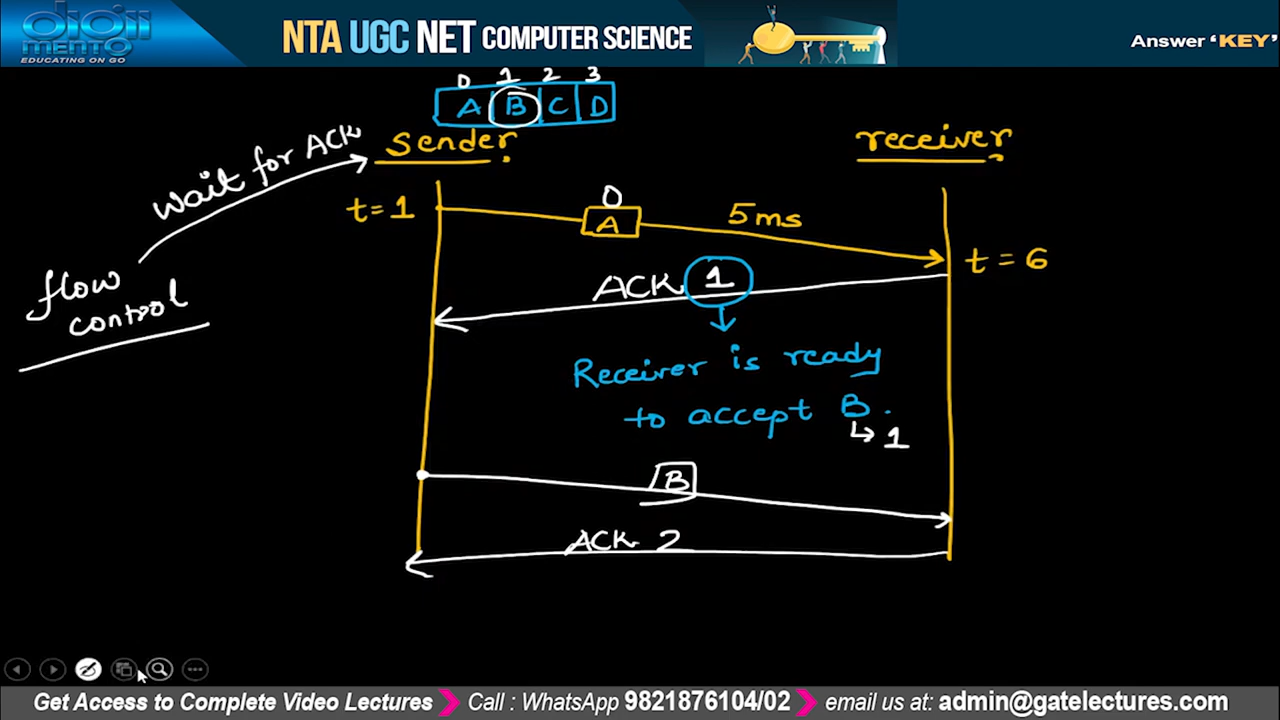 didii
mento
EDUCATING ON GO
NTA UGC NET COMPUTER SCIENCE
Answer ‘KEY’
0 1 2 3
A B C D
Sender
receiver
wait for ACK
flow
control
t = 1
0
A
5ms
t = 6
ACK 1
Receiver is ready
to accept B.
↳ 1
B
ACK 2
Get Access to Complete Video Lectures
Call : WhatsApp 9821876104/02
email us at: admin@gatelectures.com